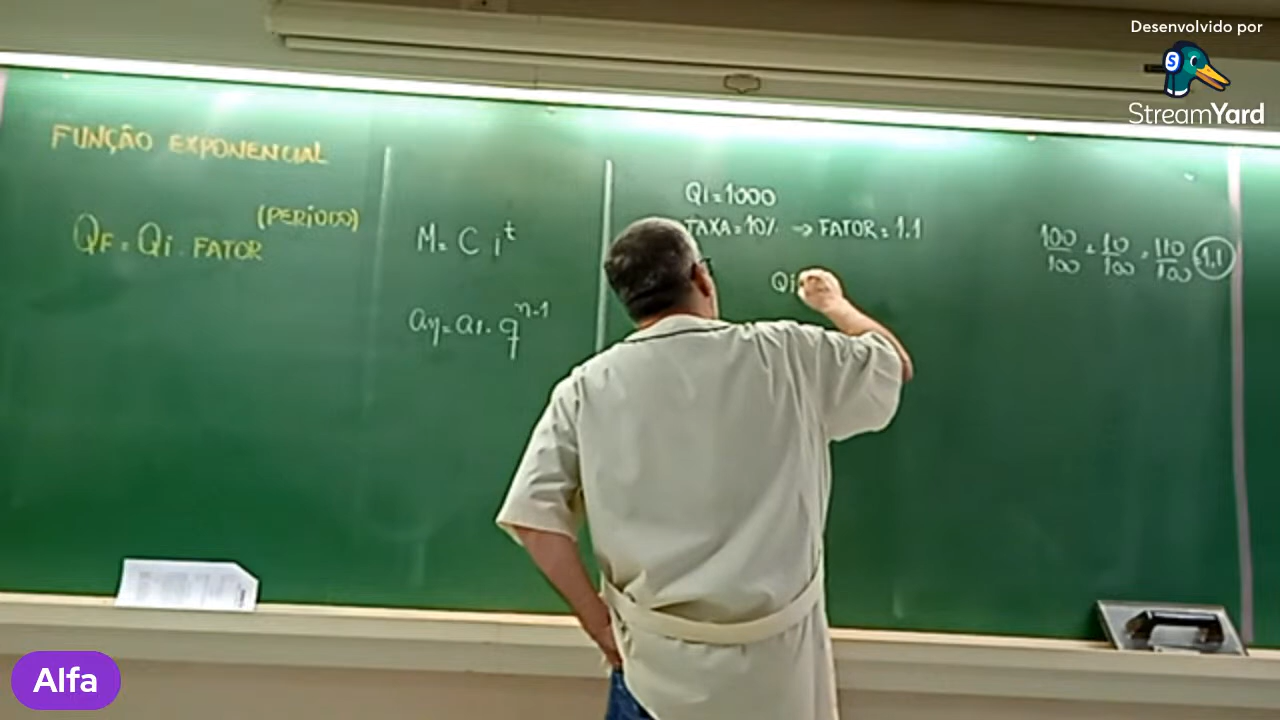 Desenvolvido por
StreamYard
FUNÇÃO EXPONENCIAL
QF = Qi . FATOR (PERÍODO)
M = C i^t
an = a1 . q^n-1
Qi = 1000
TAXA = 10% → FATOR = 1.1
Qi
100/100 + 10/100 = 110/100 = 1.1
Alfa